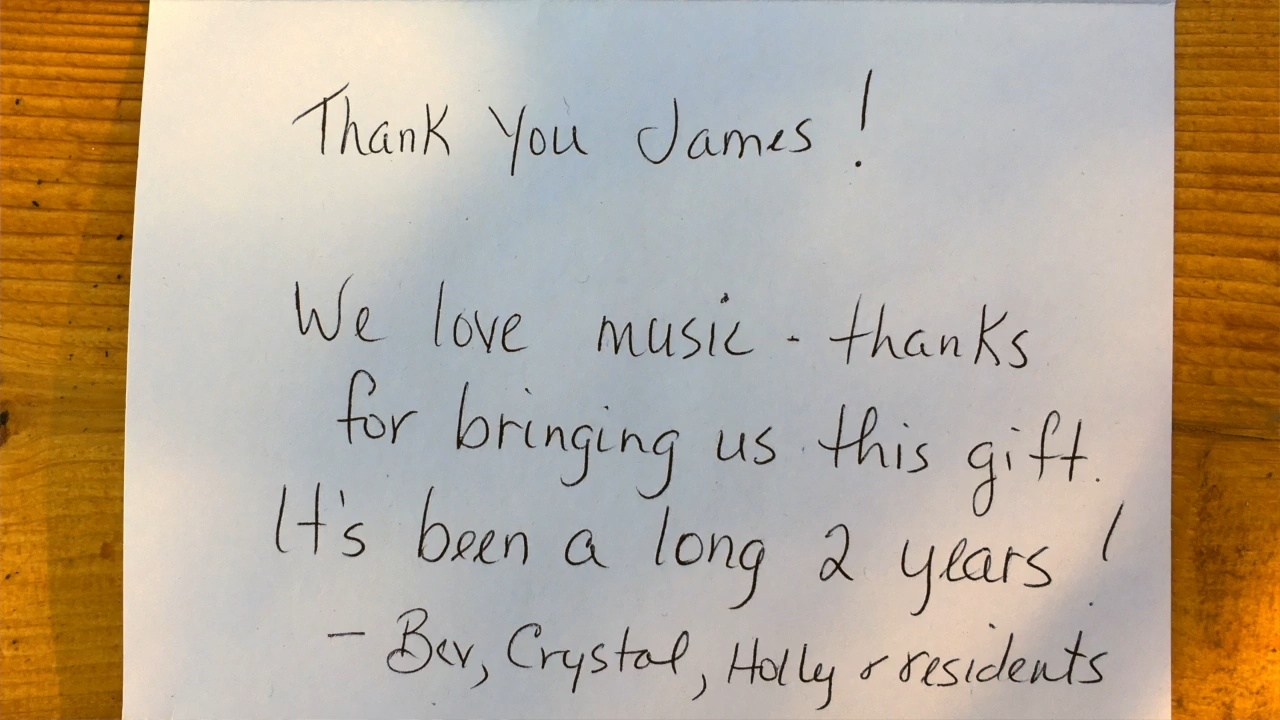 Thank You James!
We love music - thanks
for bringing us this gift.
It's been a long 2 years!
- Bev, Crystal, Holly & residents